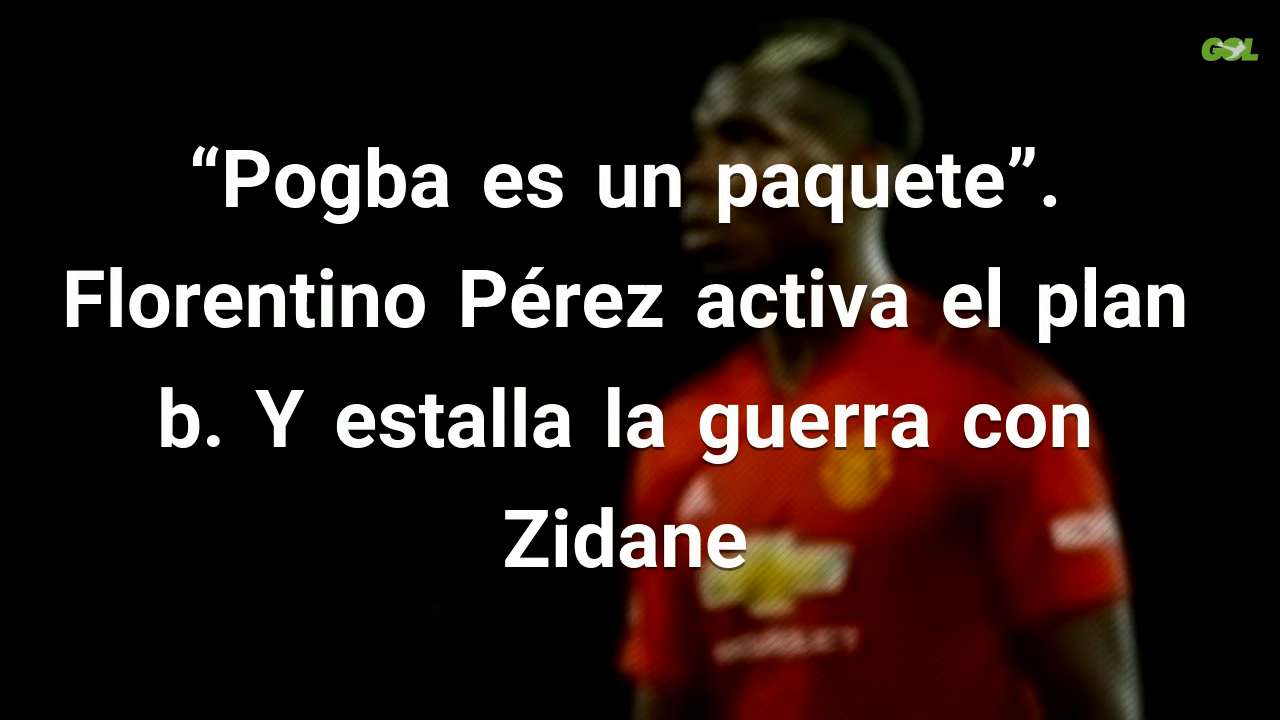 GOL
“Pogba es un paquete”.
Florentino Pérez activa el plan
b. Y estalla la guerra con
Zidane